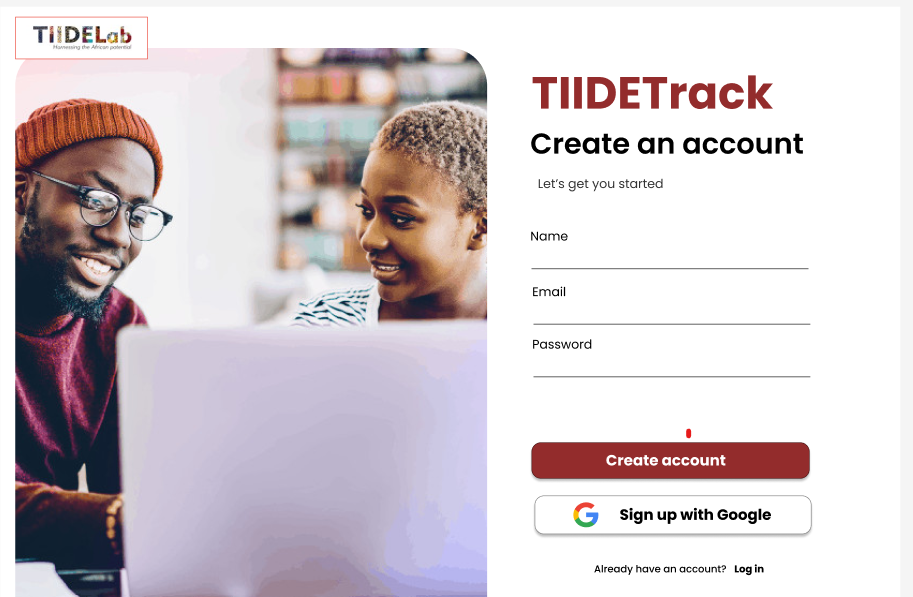 TIIDELab
Harnessing the African potential
TIIDETrack
Create an account
Let’s get you started
Name
Email
Password
Create account
Sign up with Google
Already have an account? Log in